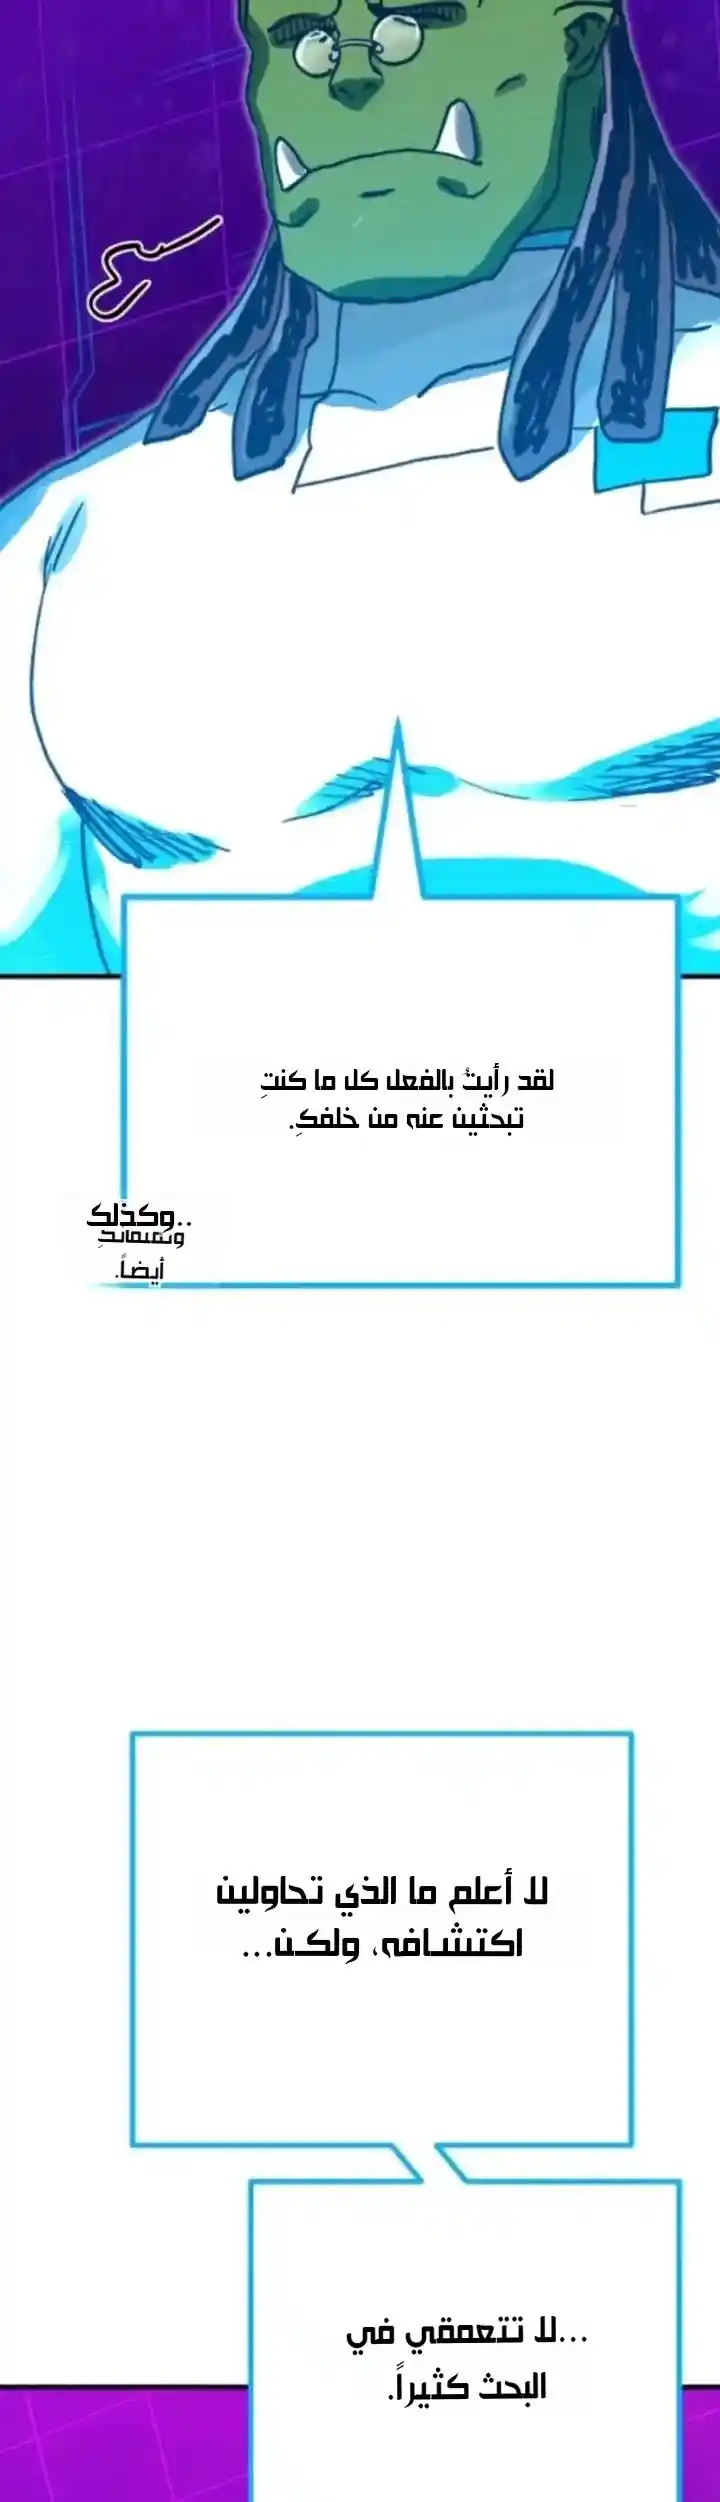 لقد رأيتُ بالفعل كل ما كنتِ
تبحثين عنه من خلفكِ.
..وكذلك
أيضاً.
لا أعلم ما الذي تحاولين
اكتشافه، ولكن...
...لا تتعمقي في
البحث كثيراً.